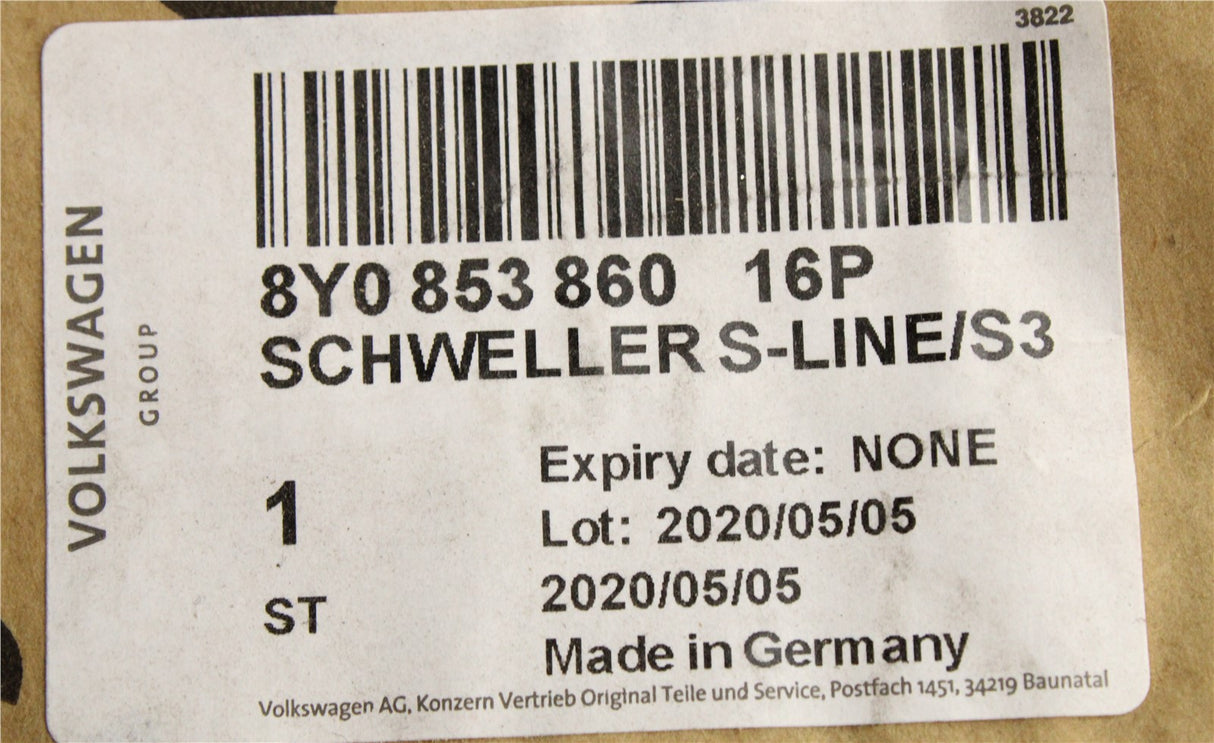 3822
8Y0 853 860 16P
SCHWELLER S-LINE/S3
VOLKSWAGEN
GROUP
1
ST
Expiry date: NONE
Lot: 2020/05/05
2020/05/05
Made in Germany
Volkswagen AG, Konzern Vertrieb Original Teile und Service, Postfach 1451, 34219 Baunatal